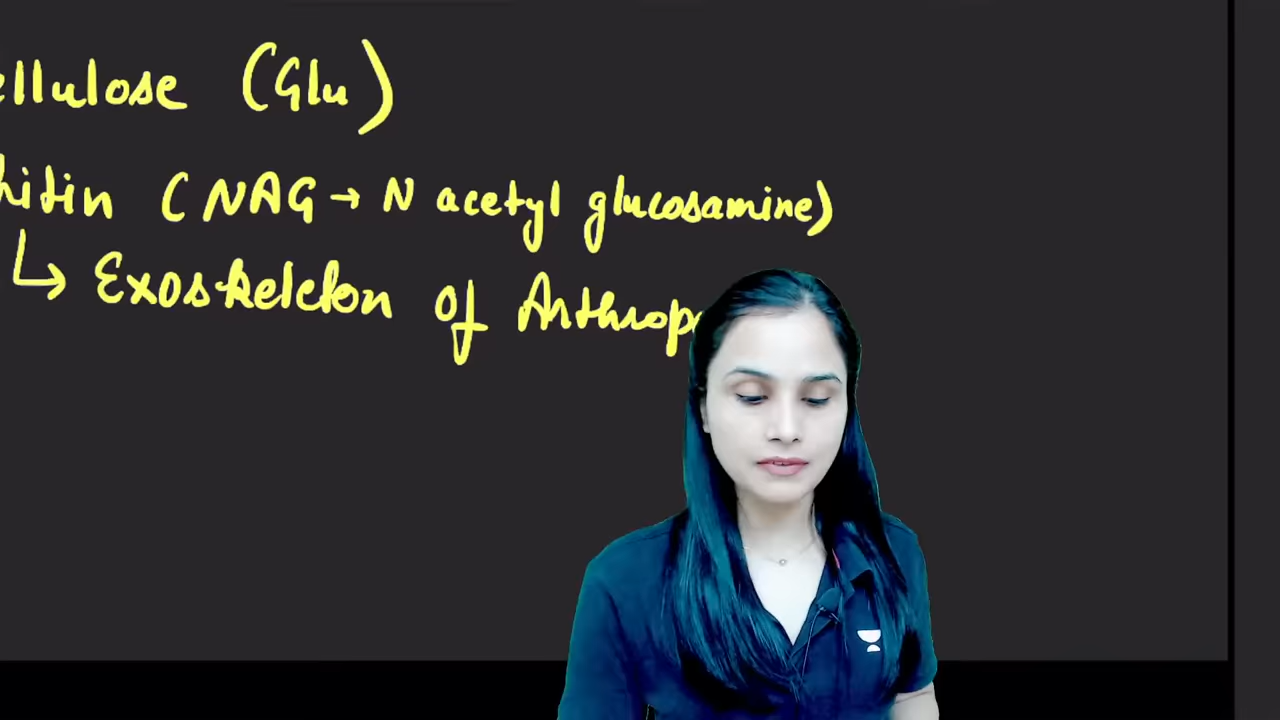 ellulose (Glu)
hitin (NAG → N acetyl glucosamine)
↳ Exoskeleton of Arthrop